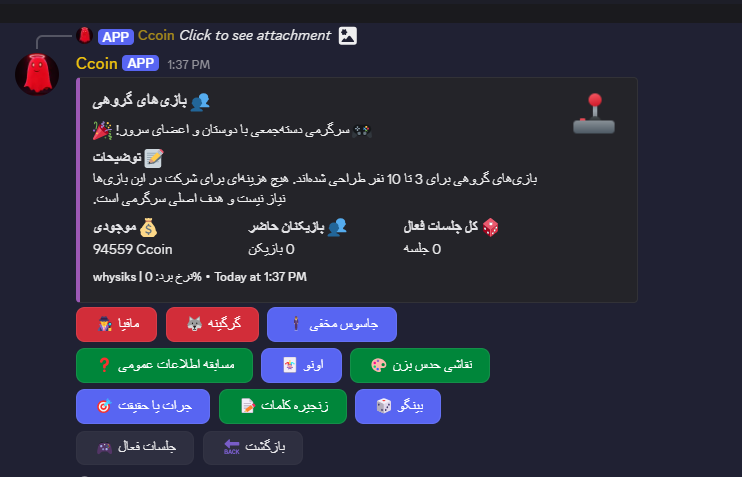 APP Ccoin Click to see attachment
Ccoin APP 1:37 PM
بازی‌های گروهی
سرگرمی دسته‌جمعی با دوستان و اعضای سرور!
توضیحات
بازی‌های گروهی برای 3 تا 10 نفر طراحی شده‌اند. هیچ هزینه‌ای برای شرکت در این بازی‌ها
نیاز نیست و هدف اصلی سرگرمی است.
کل جلسات فعال
بازیکنان حاضر
موجودی
0 جلسه
0 بازیکن
94559 Ccoin
whysiks | نرخ برد: 0% • Today at 1:37 PM
مافیا
گرگینه
جاسوس مخفی
مسابقه اطلاعات عمومی
اونو
نقاشی حدس بزن
جرات یا حقیقت
زنجیره کلمات
بینگو
جلسات فعال
BACK بازگشت